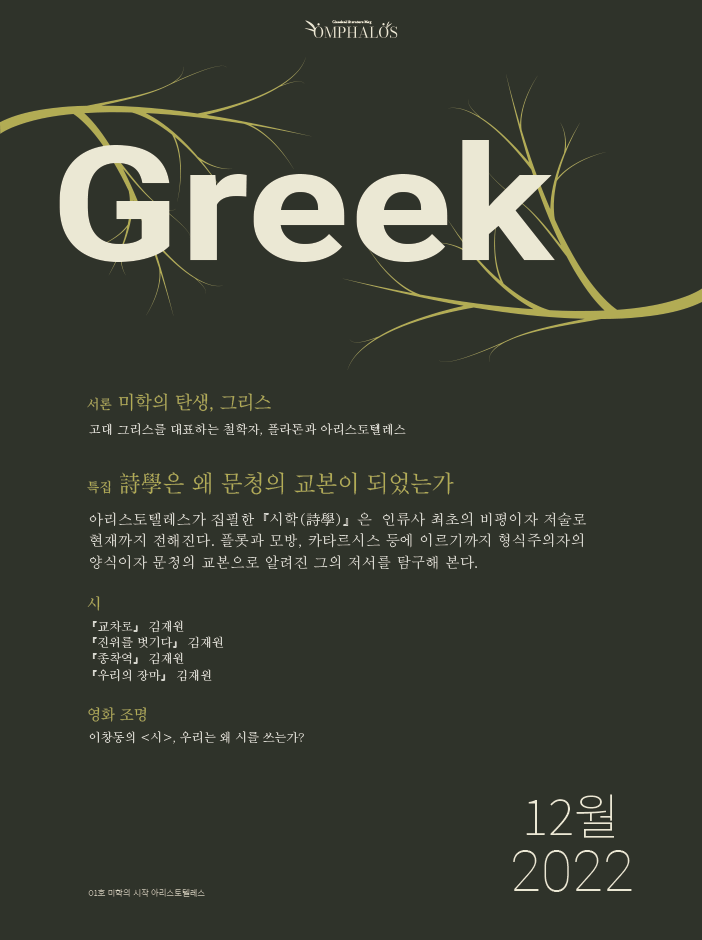 Classical literature blog
OMPHALOS
Greek
서론 미학의 탄생, 그리스
고대 그리스를 대표하는 철학자, 플라톤과 아리스토텔레스
특집 詩學은 왜 문청의 교본이 되었는가
아리스토텔레스가 집필한 『시학(詩學)』은 인류사 최초의 비평이자 저술로
현재까지 전해진다. 플롯과 모방, 카타르시스 등에 이르기까지 형식주의자의
양식이자 문청의 교본으로 알려진 그의 저서를 탐구해 본다.
시
『교차로』 김재원
『진위를 벗기다』 김재원
『종착역』 김재원
『우리의 장마』 김재원
영화 조명
이창동의 <시>, 우리는 왜 시를 쓰는가?
12월
2022
01호 미학의 시작 아리스토텔레스